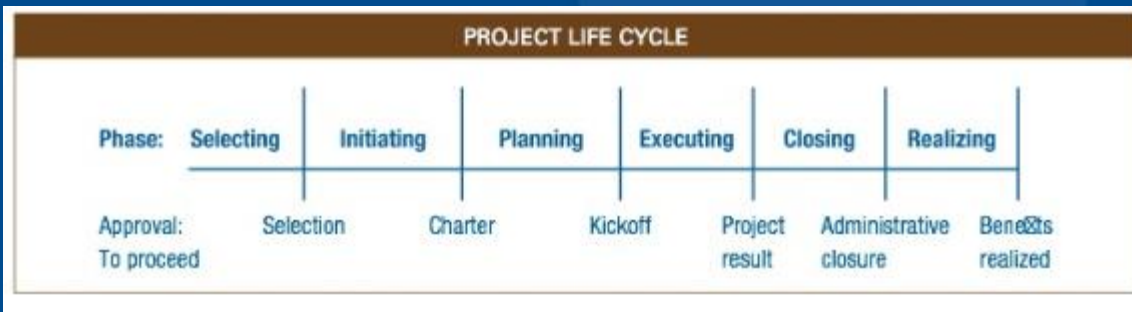 PROJECT LIFE CYCLE
Phase: Selecting Initiating Planning Executing Closing Realizing
Approval: Selection Charter Kickoff Project Administrative Bene☒ts
To proceed result closure realized